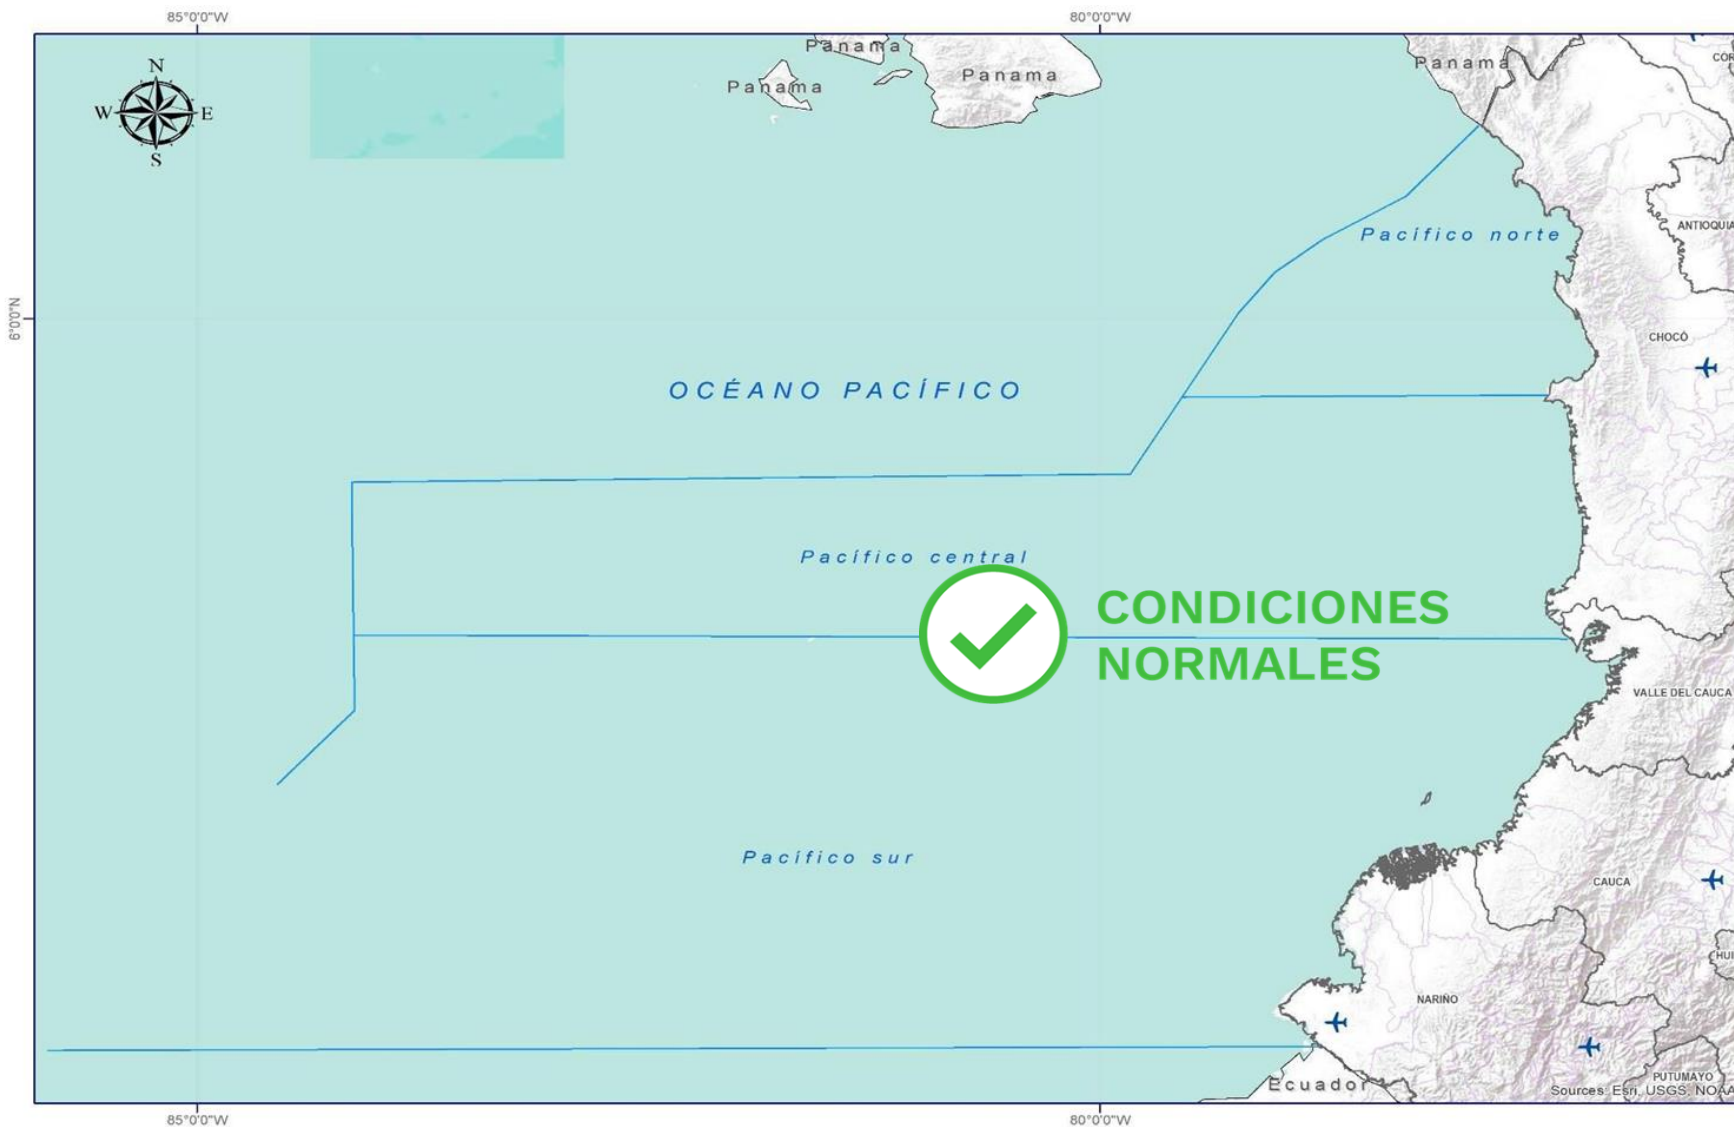 85°0'0"W
80°0'0"W
N
W
E
S
Panama
Panama
Panama
Panama
CÓR
Pacífico norte
ANTIOQUIA
6°0'0"N
CHOCÓ
OCÉANO PACÍFICO
Pacífico central
CONDICIONES
NORMALES
VALLE DEL CAUCA
Pacífico sur
CAUCA
HUI
NARIÑO
PUTUMAYO
Ecuador
Sources: Esri, USGS, NOAA
85°0'0"W
80°0'0"W